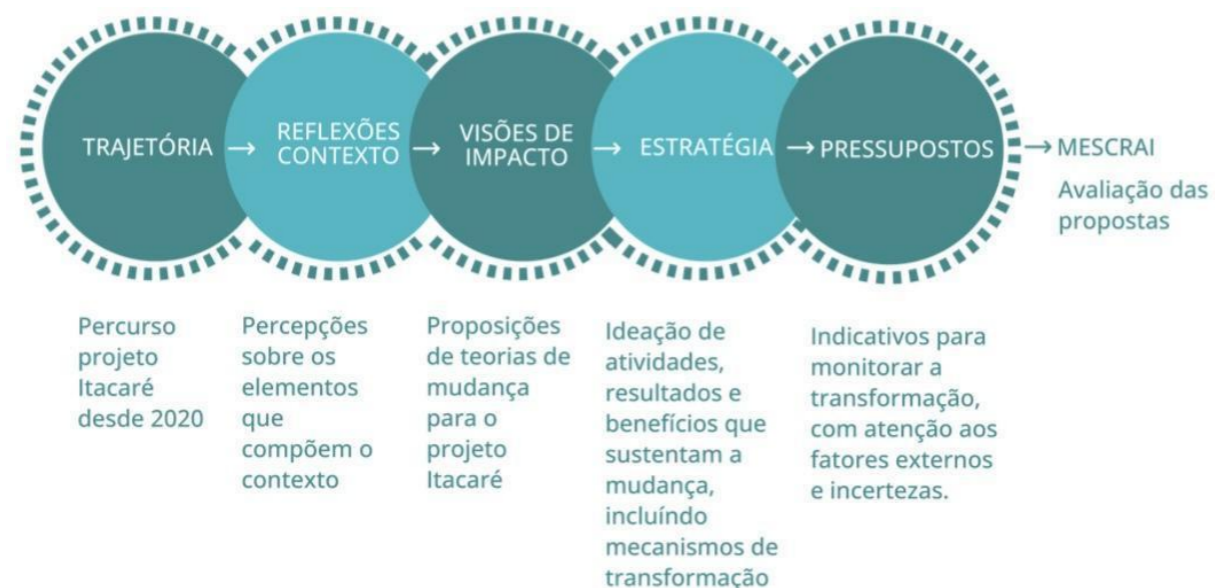 TRAJETÓRIA
→
REFLEXÕES
CONTEXTO
→
VISÕES DE
IMPACTO
→
ESTRATÉGIA
→
PRESSUPOSTOS
→ MESCRAI
Avaliação das
propostas
Percurso
projeto
Itacaré
desde 2020
Percepções
sobre os
elementos
que
compõem o
contexto
Proposições
de teorias de
mudança
para o
projeto
Itacaré
Ideação de
atividades,
resultados e
benefícios que
sustentam a
mudança,
incluíndo
mecanismos de
transformação
Indicativos para
monitorar a
transformação,
com atenção aos
fatores externos
e incertezas.